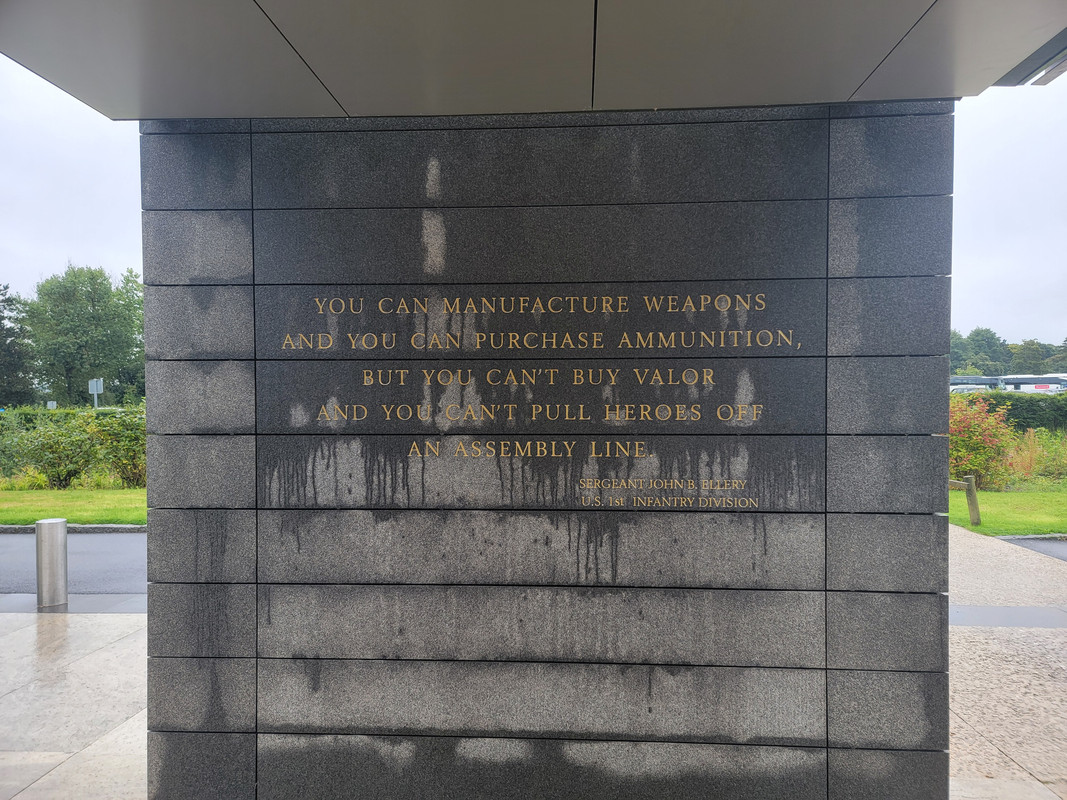 YOU CAN MANUFACTURE WEAPONS
AND YOU CAN PURCHASE AMMUNITION,
BUT YOU CAN'T BUY VALOR
AND YOU CAN'T PULL HEROES OFF
AN ASSEMBLY LINE.
SERGEANT JOHN B. ELLERY
U.S. 1st INFANTRY DIVISION